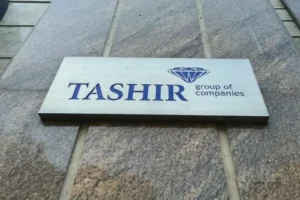 TASHIR
group of
companies